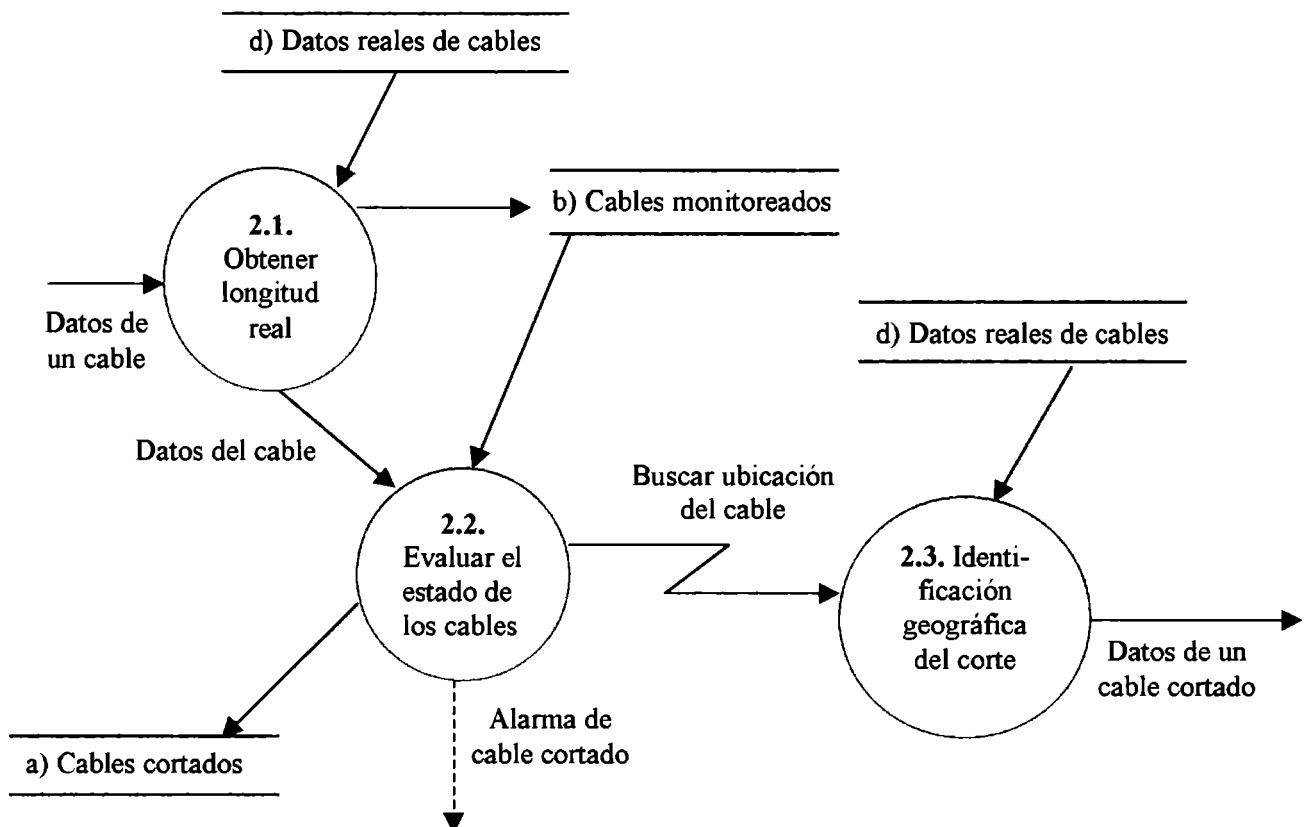 d) Datos reales de cables
b) Cables monitoreados
2.1.
Obtener
longitud
real
Datos de
un cable
d) Datos reales de cables
Datos del cable
Buscar ubicación
del cable
2.2.
Evaluar el
estado de
los cables
2.3. Identi-
ficación
geográfica
del corte
Datos de un
cable cortado
Alarma de
cable cortado
a) Cables cortados